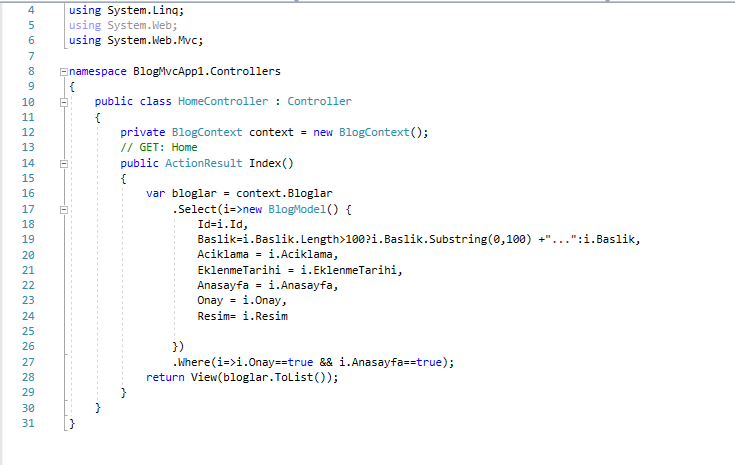 4 using System.Linq;
5 using System.Web;
6 using System.Web.Mvc;
7
8 namespace BlogMvcApp1.Controllers
9 {
10 public class HomeController : Controller
11 {
12 private BlogContext context = new BlogContext();
13 // GET: Home
14 public ActionResult Index()
15 {
16 var bloglar = context.Bloglar
17 .Select(i=>new BlogModel() {
18 Id=i.Id,
19 Baslik=i.Baslik.Length>100?i.Baslik.Substring(0,100) +"...":i.Baslik,
20 Aciklama = i.Aciklama,
21 EklenmeTarihi = i.EklenmeTarihi,
22 Anasayfa = i.Anasayfa,
23 Onay = i.Onay,
24 Resim= i.Resim
25
26 })
27 .Where(i=>i.Onay==true && i.Anasayfa==true);
28 return View(bloglar.ToList());
29 }
30 }
31 }